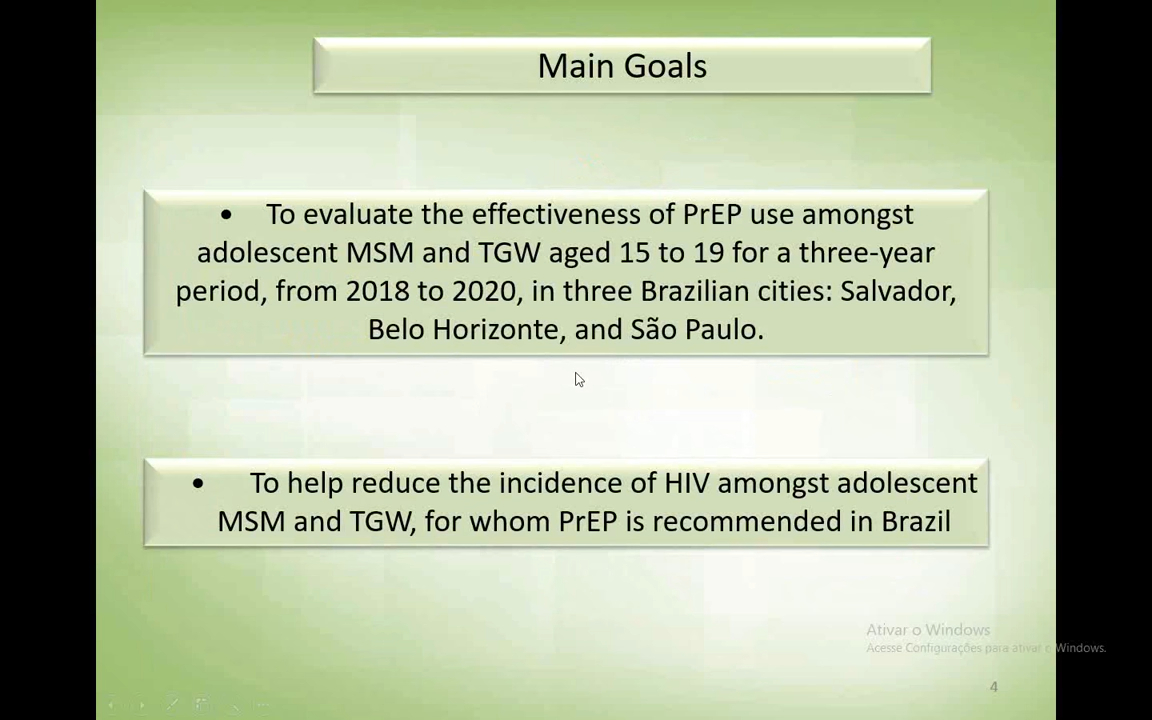 Main Goals
• To evaluate the effectiveness of PrEP use amongst
adolescent MSM and TGW aged 15 to 19 for a three-year
period, from 2018 to 2020, in three Brazilian cities: Salvador,
Belo Horizonte, and São Paulo.
• To help reduce the incidence of HIV amongst adolescent
MSM and TGW, for whom PrEP is recommended in Brazil
Ativar o Windows
Acesse Configurações para ativar o Windows.
4